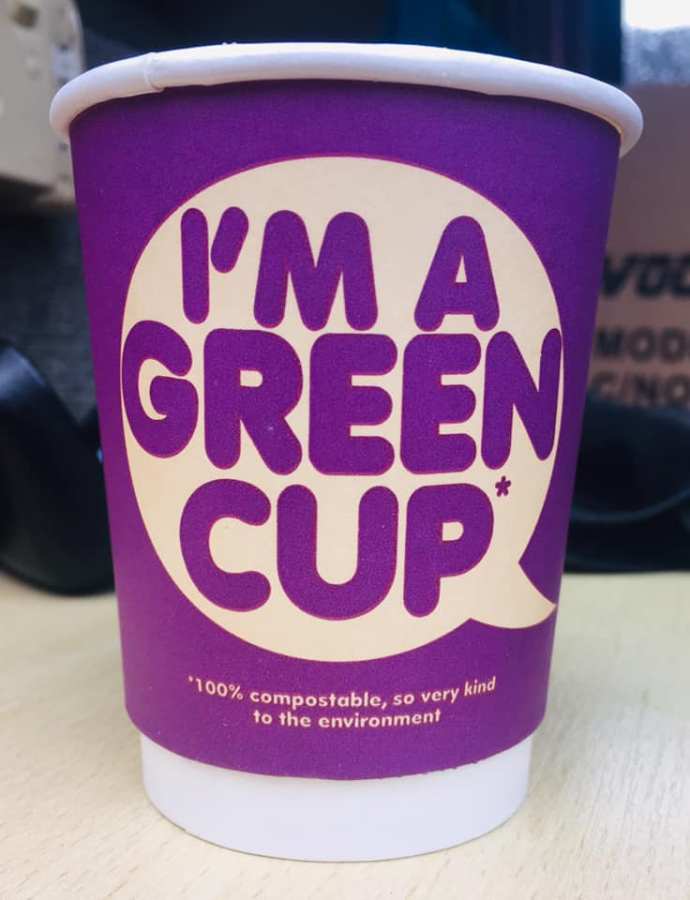 I'M A
GREEN
CUP*
*100% compostable, so very kind
to the environment